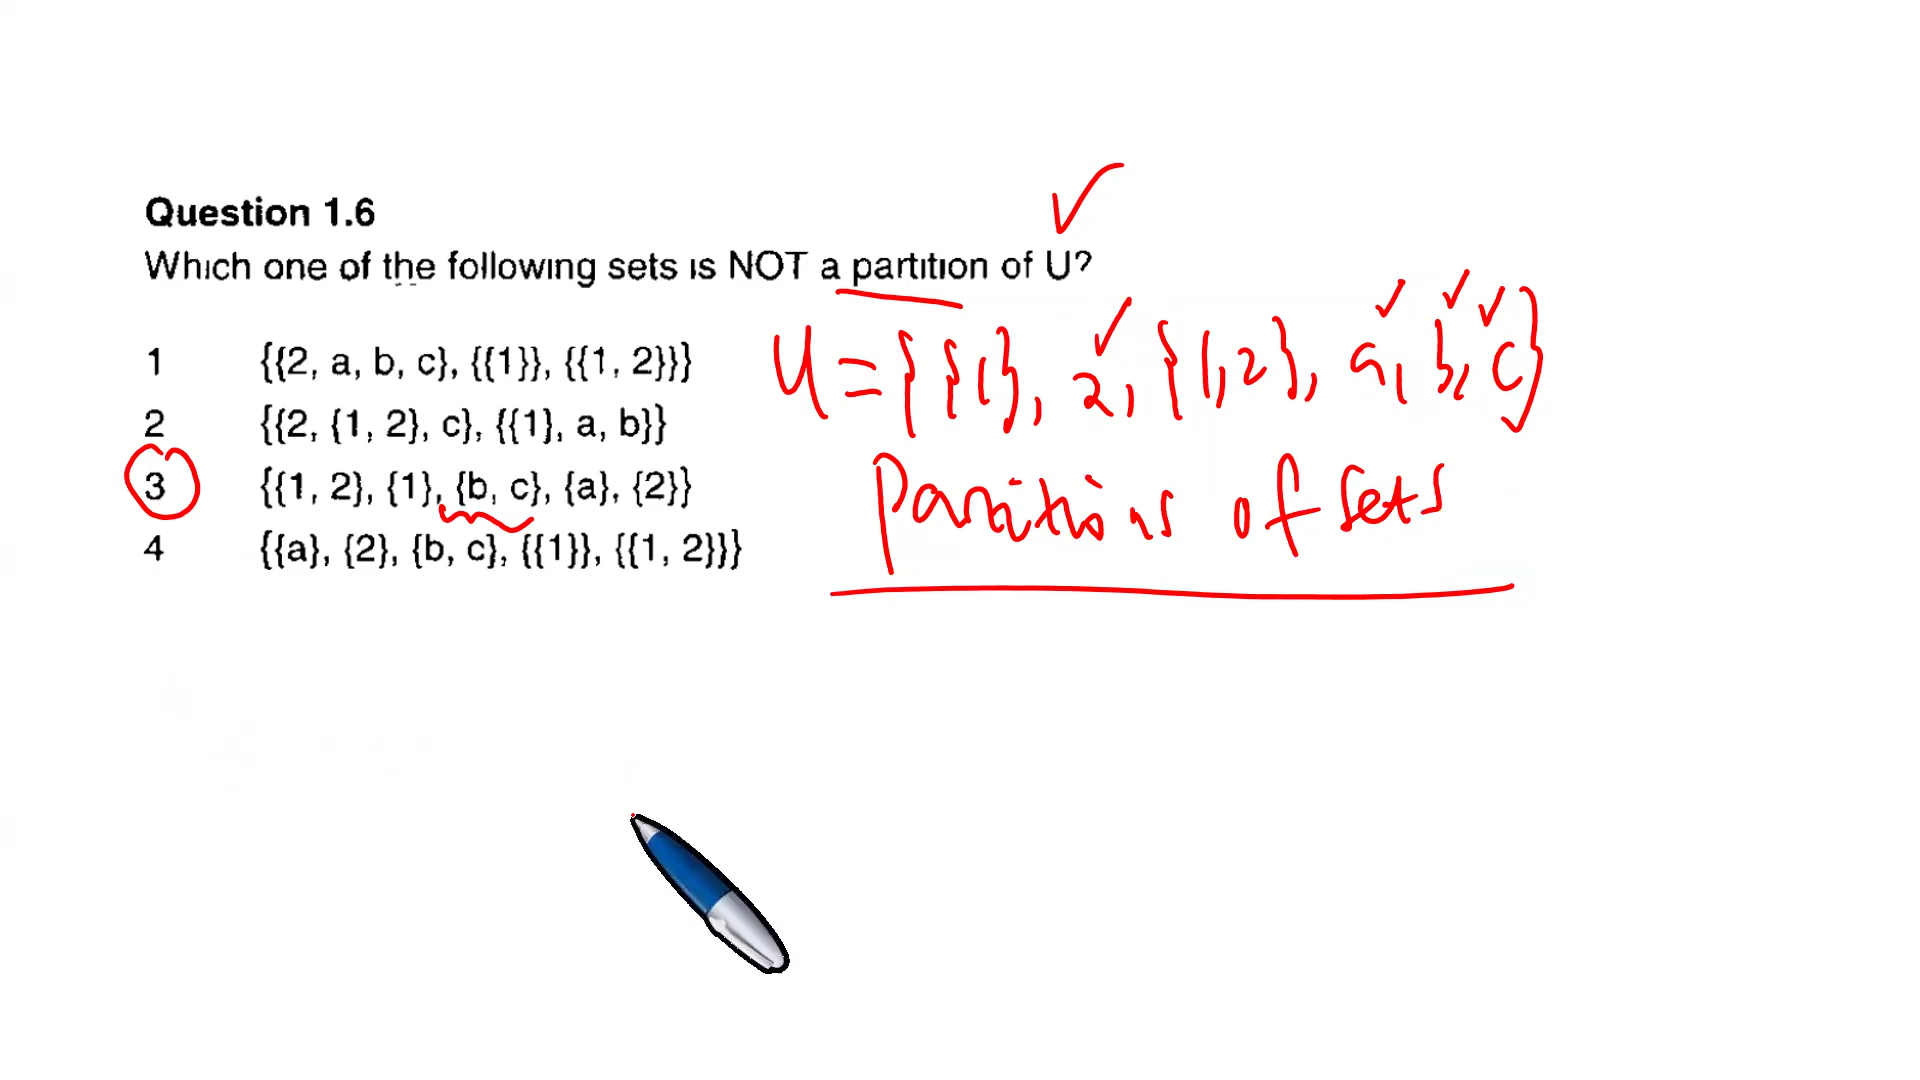 Question 1.6
Which one of the following sets is NOT a partition of U?
1 {{2, a, b, c}, {{1}}, {{1, 2}}}
2 {{2, {1, 2}, c}, {{1}, a, b}}
3 {{1, 2}, {1}, {b, c}, {a}, {2}}
4 {{a}, {2}, {b, c}, {{1}}, {{1, 2}}}
U = {{1}, 2, {1,2}, a, b, c}
Partitions of sets